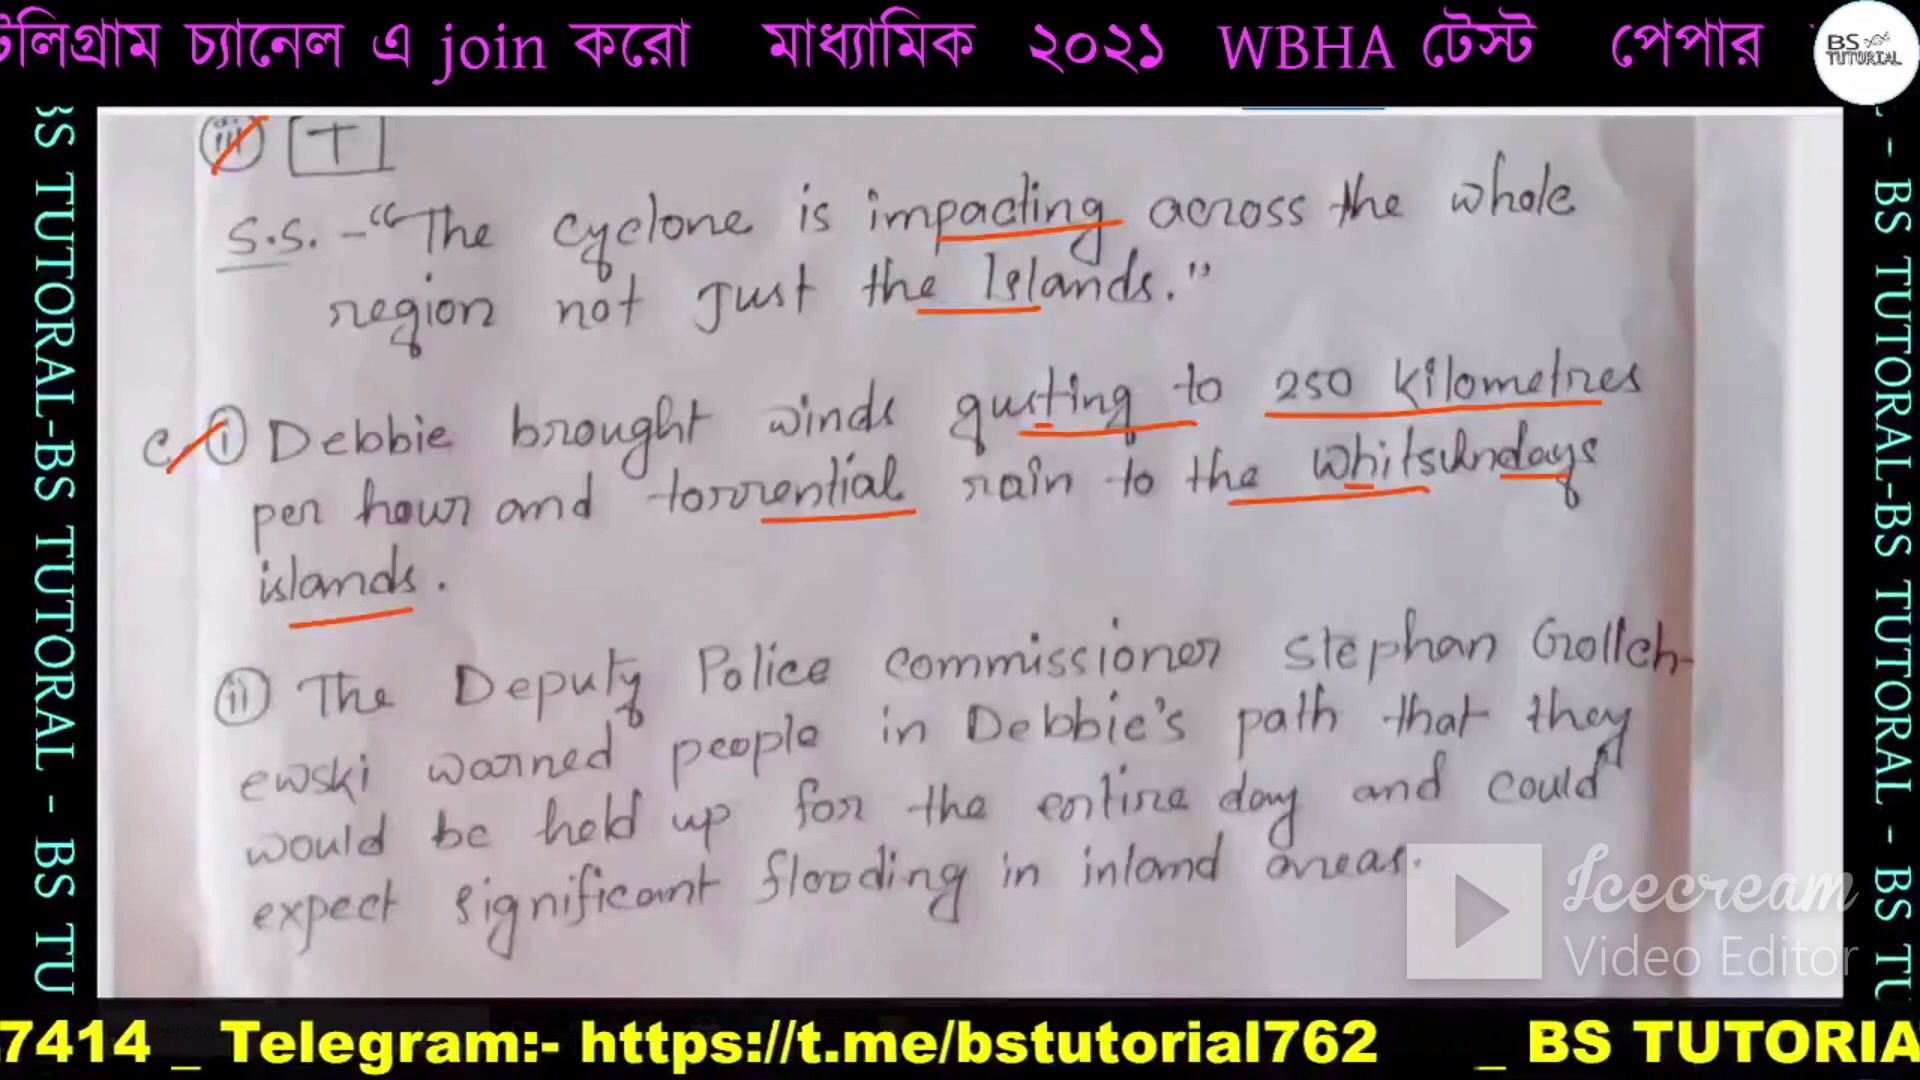 টেলিগ্রাম চ্যানেল এ join করো মাধ্যমিক ২০২১ WBHA টেস্ট পেপার
BS TUTORIAL
BS TUTORAL-BS TUTORAL - BS TU
iii T
S.S. - "The cyclone is impacting across the whole
region not just the Islands."
C. i Debbie brought winds gusting to 250 kilometres
per hour and torrential rain to the whitsundays
islands.
ii The Deputy Police commissioner stephan Gollch-
ewski warned people in Debbie's path that they
would be held up for the entire day and could
expect significant flooding in inland areas.
Icecream
Video Editor
L - BS TUTORAL-BS TUTORAL - BS TU
7414 _ Telegram:- https://t.me/bstutorial762 _ BS TUTORIA